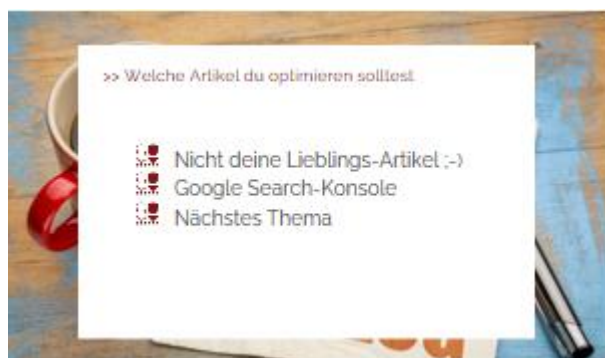 >> Welche Artikel du optimieren solltest
Nicht deine Lieblings-Artikel ;-)
Google Search-Konsole
Nächstes Thema